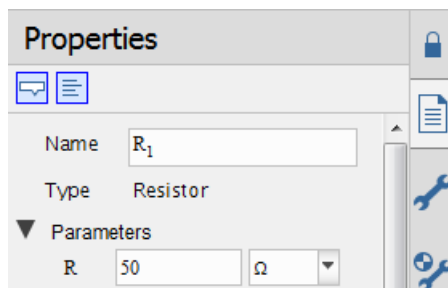 Properties
Name R₁
Type Resistor
Parameters
R 50 Ω